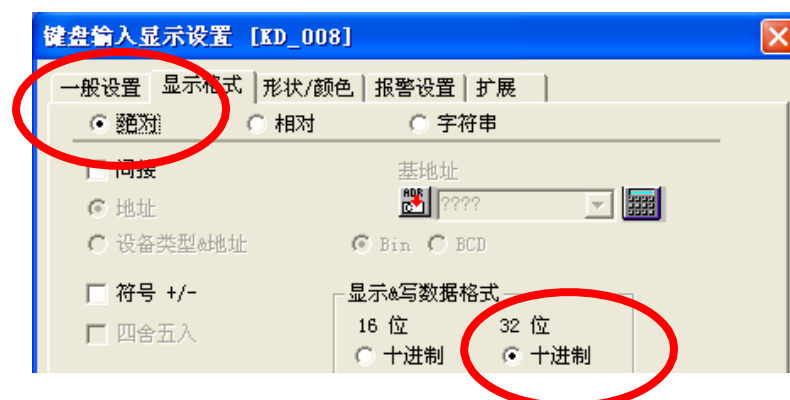 键盘输入显示设置 [KD_008]
一般设置 显示格式 形状/颜色 报警设置 扩展
绝对 相对 字符串
间接 基地址
地址 ADR ????
设备类型&地址 Bin BCD
符号 +/- 显示&写数据格式
四舍五入 16 位 32 位
十进制 十进制